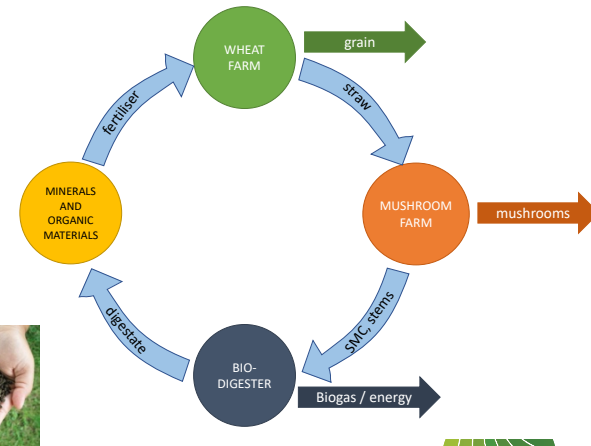 WHEAT
FARM
grain
straw
fertiliser
MINERALS
AND
ORGANIC
MATERIALS
MUSHROOM
FARM
mushrooms
SMC, stems
digestate
BIO-
DIGESTER
Biogas / energy